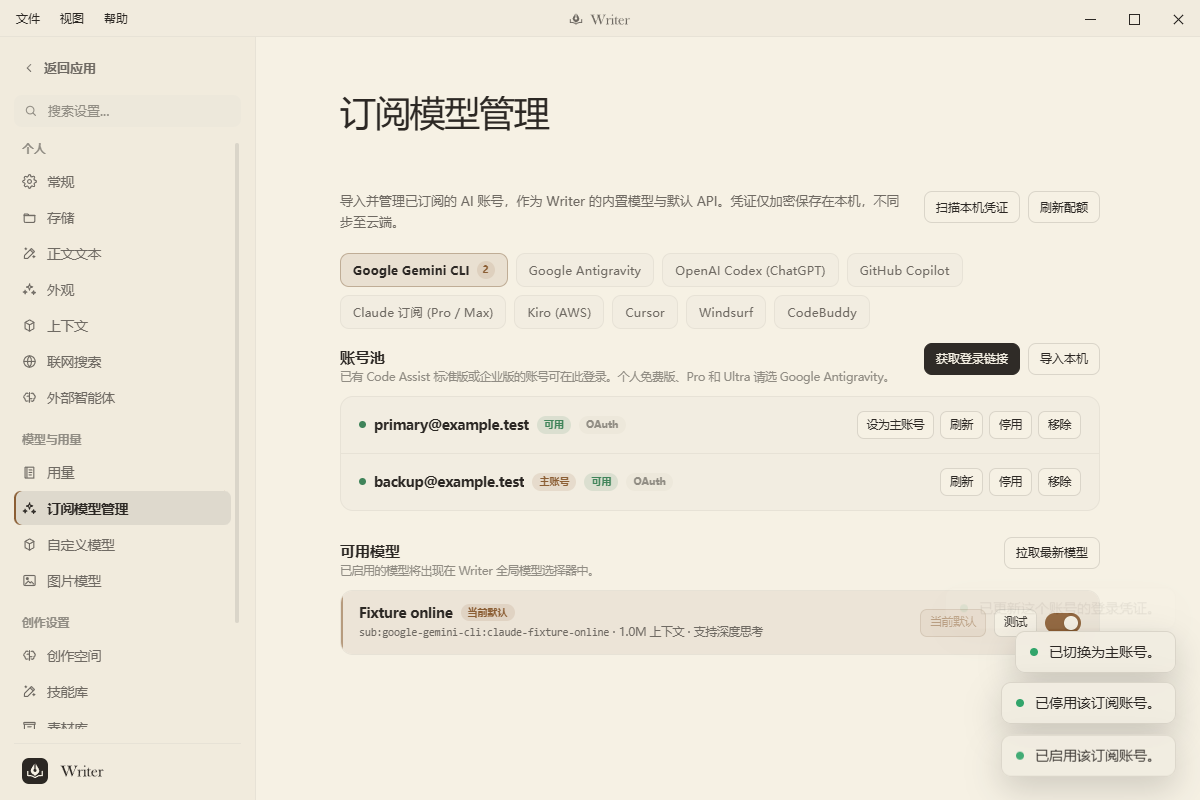 文件 视图 帮助 Writer
返回应用
搜索设置...
个人
常规
存储
正文文本
外观
上下文
联网搜索
外部智能体
模型与用量
用量
订阅模型管理
自定义模型
图片模型
创作设置
创作空间
技能库
素材库
Writer
订阅模型管理
导入并管理已订阅的 AI 账号，作为 Writer 的内置模型与默认 API。凭证仅加密保存在本机，不同
步至云端。
扫描本机凭证 刷新配额
Google Gemini CLI 2 Google Antigravity OpenAI Codex (ChatGPT) GitHub Copilot
Claude 订阅 (Pro / Max) Kiro (AWS) Cursor Windsurf CodeBuddy
账号池
已有 Code Assist 标准版或企业版的账号可在此登录。个人免费版、Pro 和 Ultra 请选 Google Antigravity。
获取登录链接 导入本机
primary@example.test 可用 OAuth 设为主账号 刷新 停用 移除
backup@example.test 主账号 可用 OAuth 刷新 停用 移除
可用模型
已启用的模型将出现在 Writer 全局模型选择器中。
拉取最新模型
Fixture online 当前默认
sub:google-gemini-cli:claude-fixture-online · 1.0M 上下文 · 支持深度思考
当前默认 测试
已更新这个账号的登录凭证。
已切换为主账号。
已停用该订阅账号。
已启用该订阅账号。